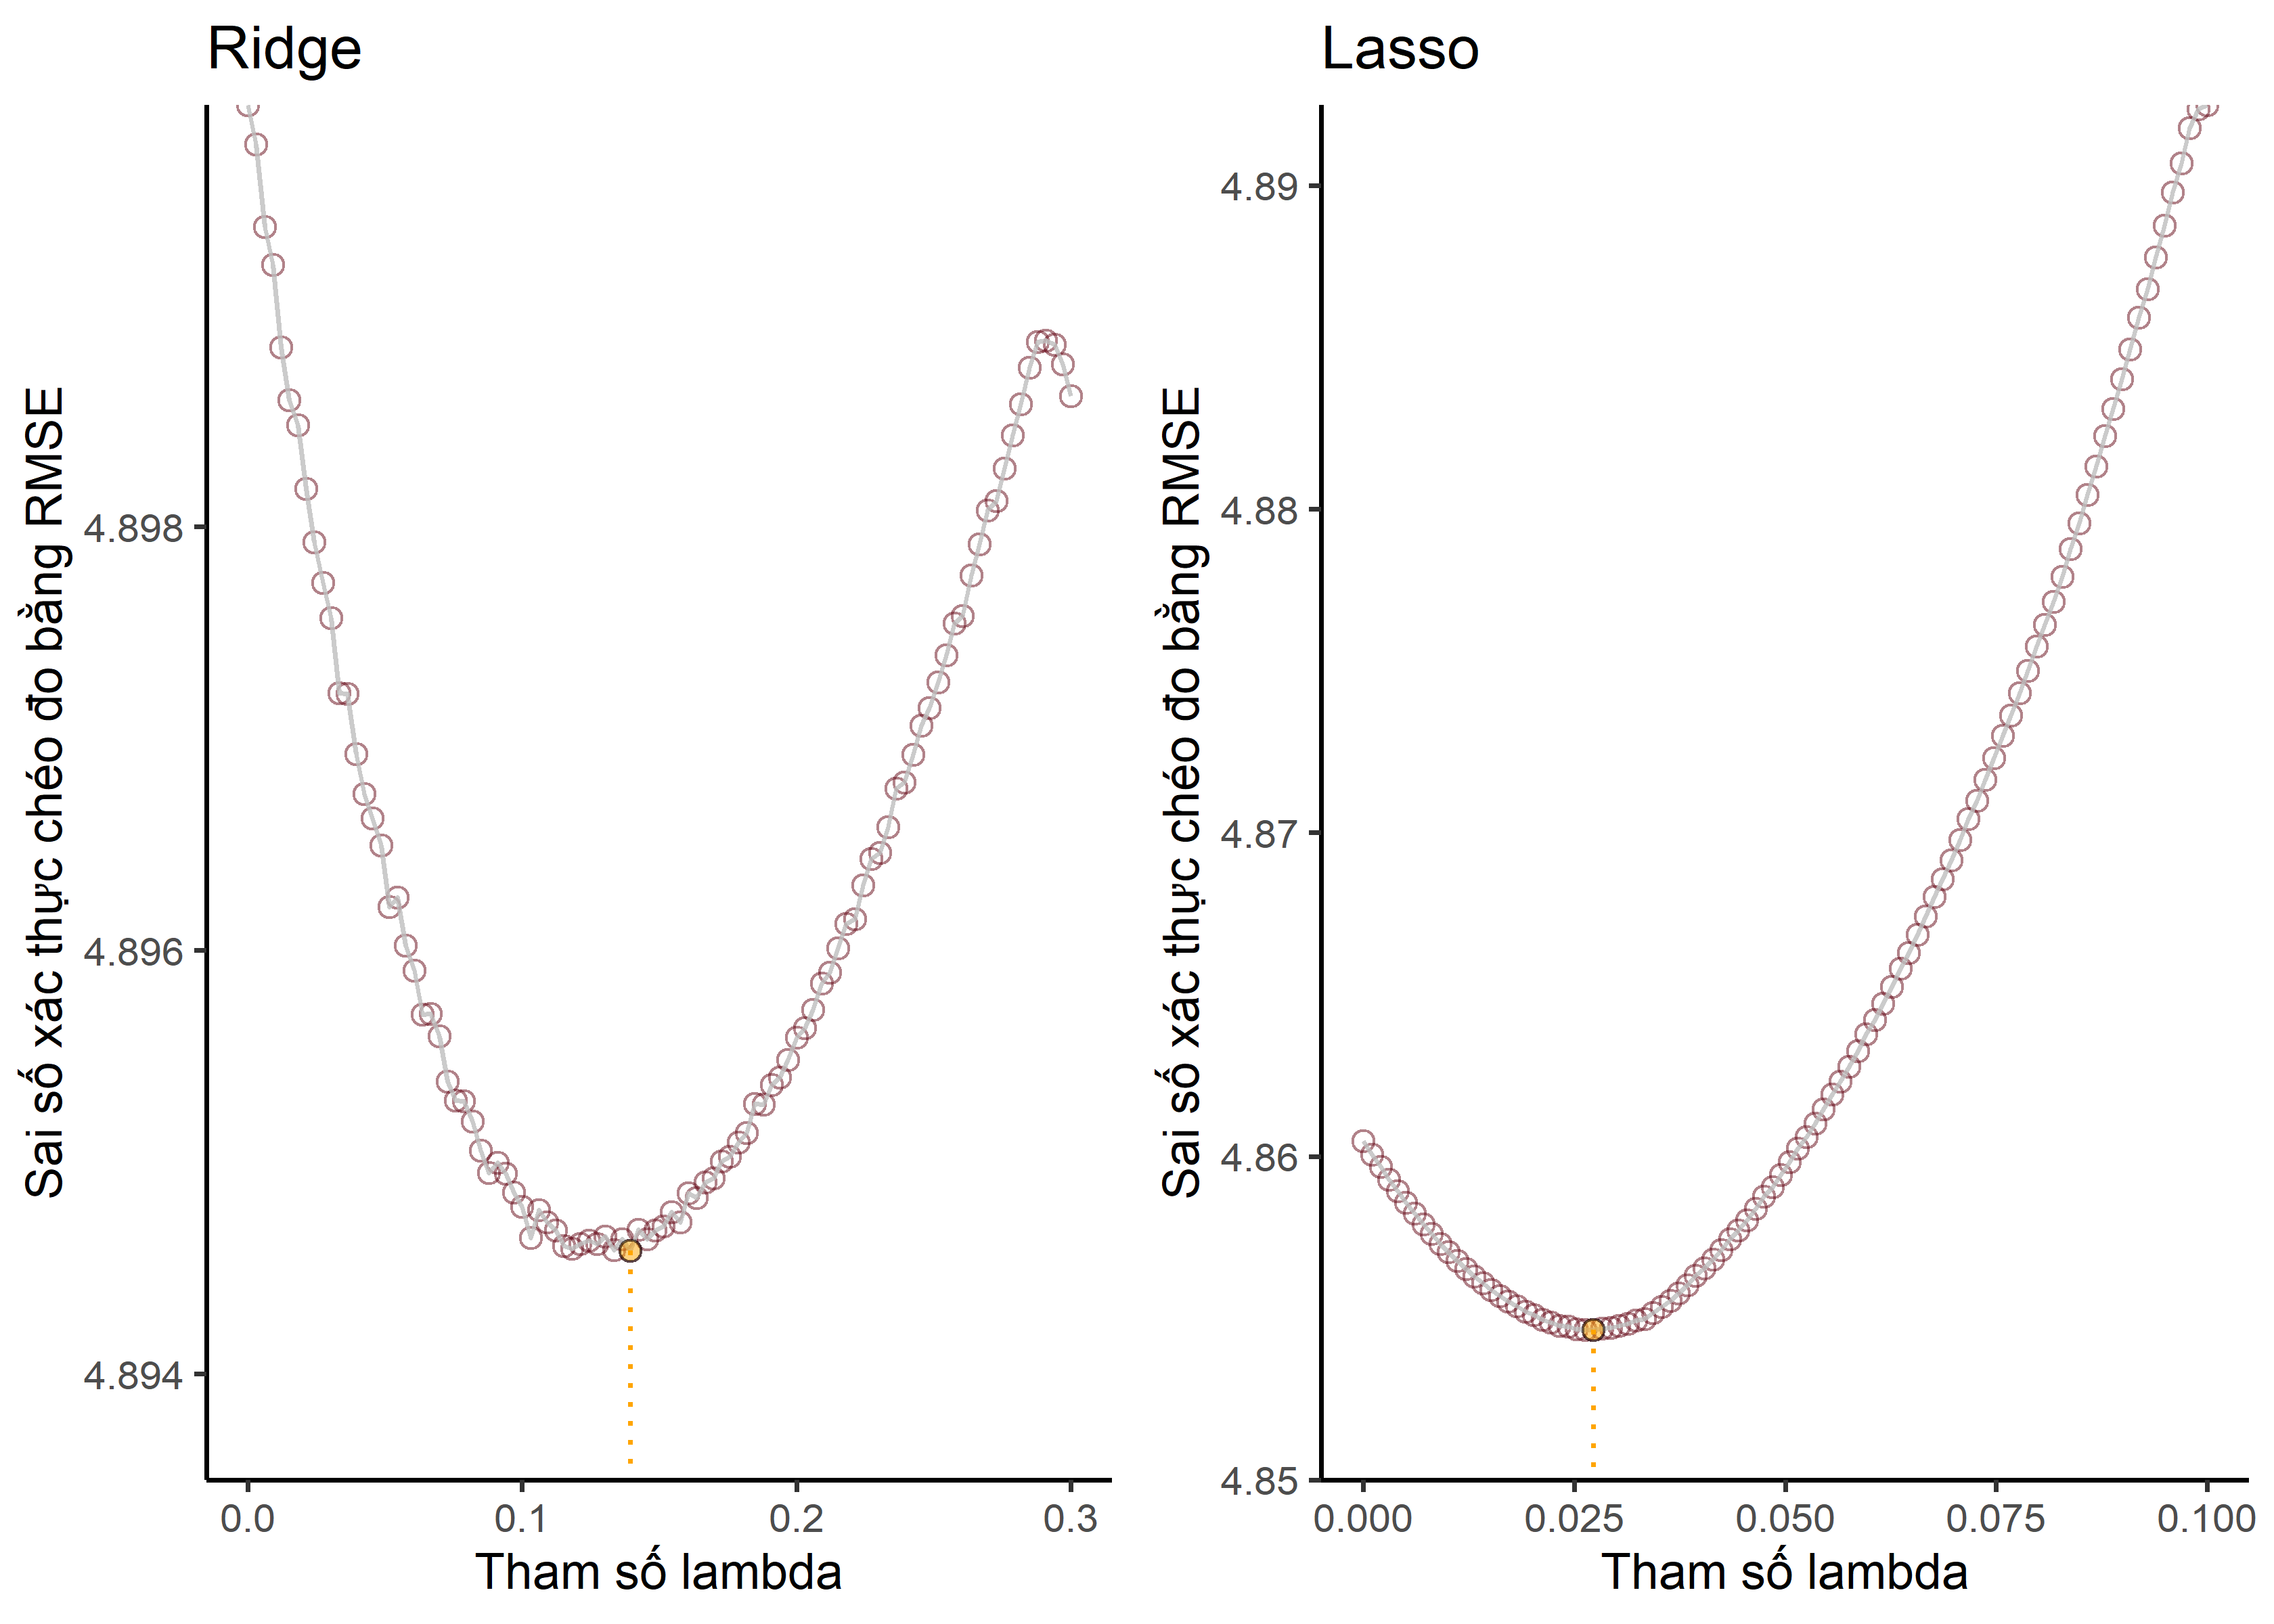 Ridge
Sai số xác thực chéo đo bằng RMSE
4.898
4.896
4.894
0.0 0.1 0.2 0.3
Tham số lambda
Lasso
Sai số xác thực chéo đo bằng RMSE
4.89
4.88
4.87
4.86
4.85
0.000 0.025 0.050 0.075 0.100
Tham số lambda